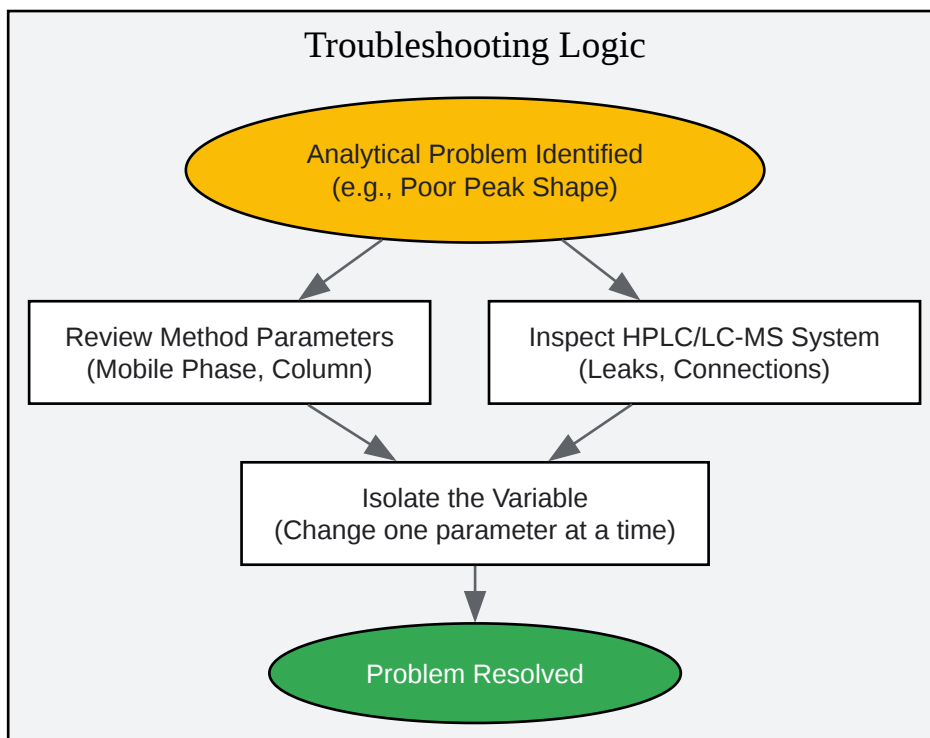 Troubleshooting Logic
Analytical Problem Identified
(e.g., Poor Peak Shape)
Review Method Parameters
(Mobile Phase, Column)
Inspect HPLC/LC-MS System
(Leaks, Connections)
Isolate the Variable
(Change one parameter at a time)
Problem Resolved